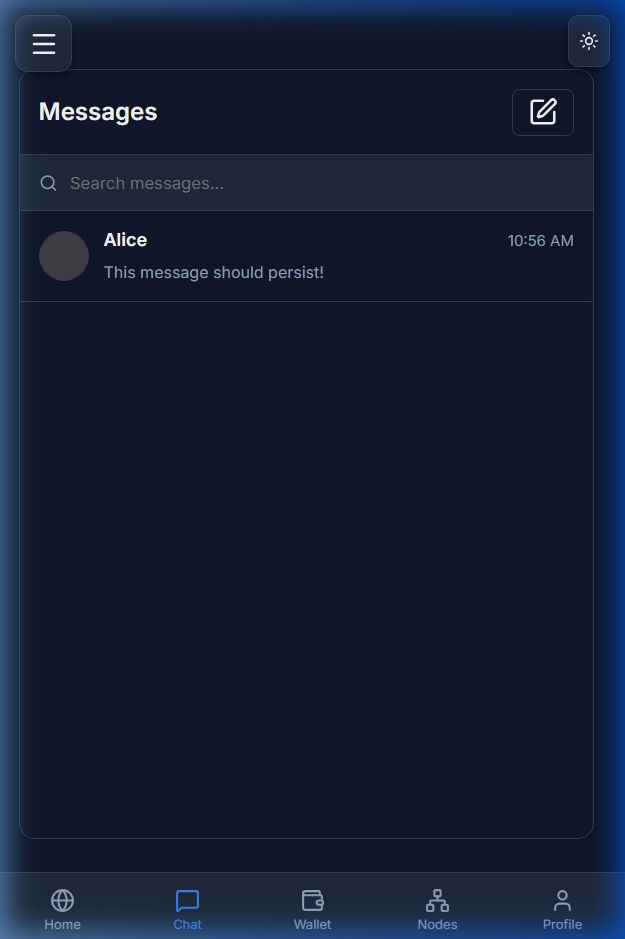 Messages
Search messages...
Alice
10:56 AM
This message should persist!
Home
Chat
Wallet
Nodes
Profile